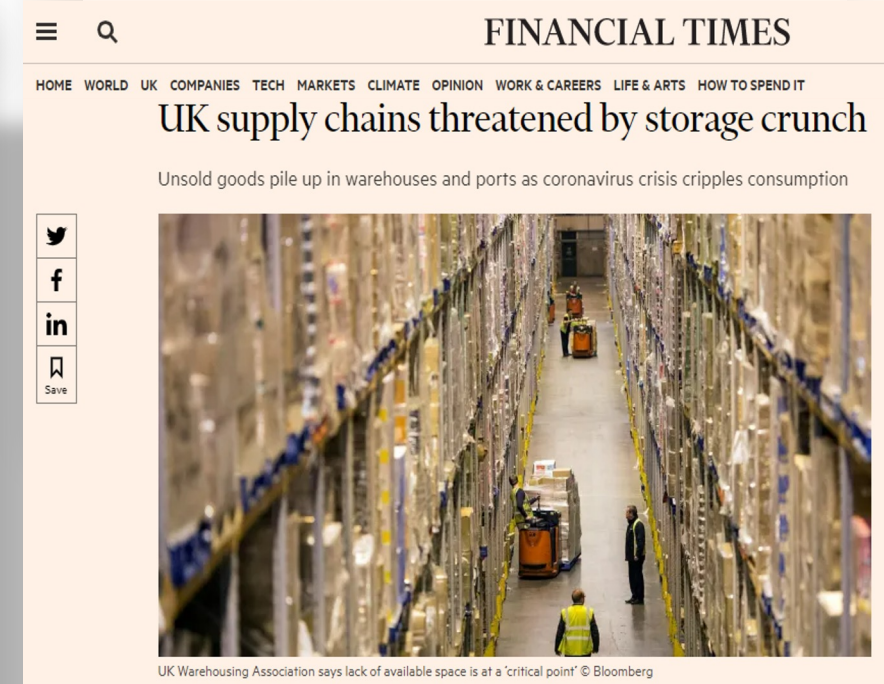 FINANCIAL TIMES
HOME WORLD UK COMPANIES TECH MARKETS CLIMATE OPINION WORK & CAREERS LIFE & ARTS HOW TO SPEND IT
UK supply chains threatened by storage crunch
Unsold goods pile up in warehouses and ports as coronavirus crisis cripples consumption
Save
UK Warehousing Association says lack of available space is at a ‘critical point’ © Bloomberg